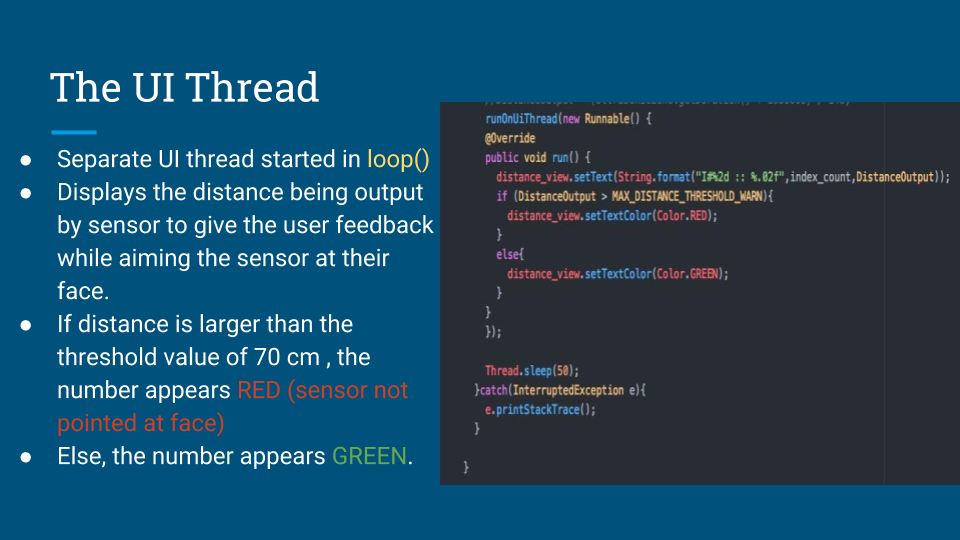 The UI Thread
● Separate UI thread started in loop()
● Displays the distance being output
by sensor to give the user feedback
while aiming the sensor at their
face.
● If distance is larger than the
threshold value of 70 cm , the
number appears RED (sensor not
pointed at face)
● Else, the number appears GREEN.
runOnUiThread(new Runnable() {
@Override
public void run() {
distance_view.setText(String.format("I#%2d :: %.02f",index_count,DistanceOutput));
if (DistanceOutput > MAX_DISTANCE_THRESHOLD_WARN){
distance_view.setTextColor(Color.RED);
}
else{
distance_view.setTextColor(Color.GREEN);
}
}
});
Thread.sleep(50);
}catch(InterruptedException e){
e.printStackTrace();
}
}